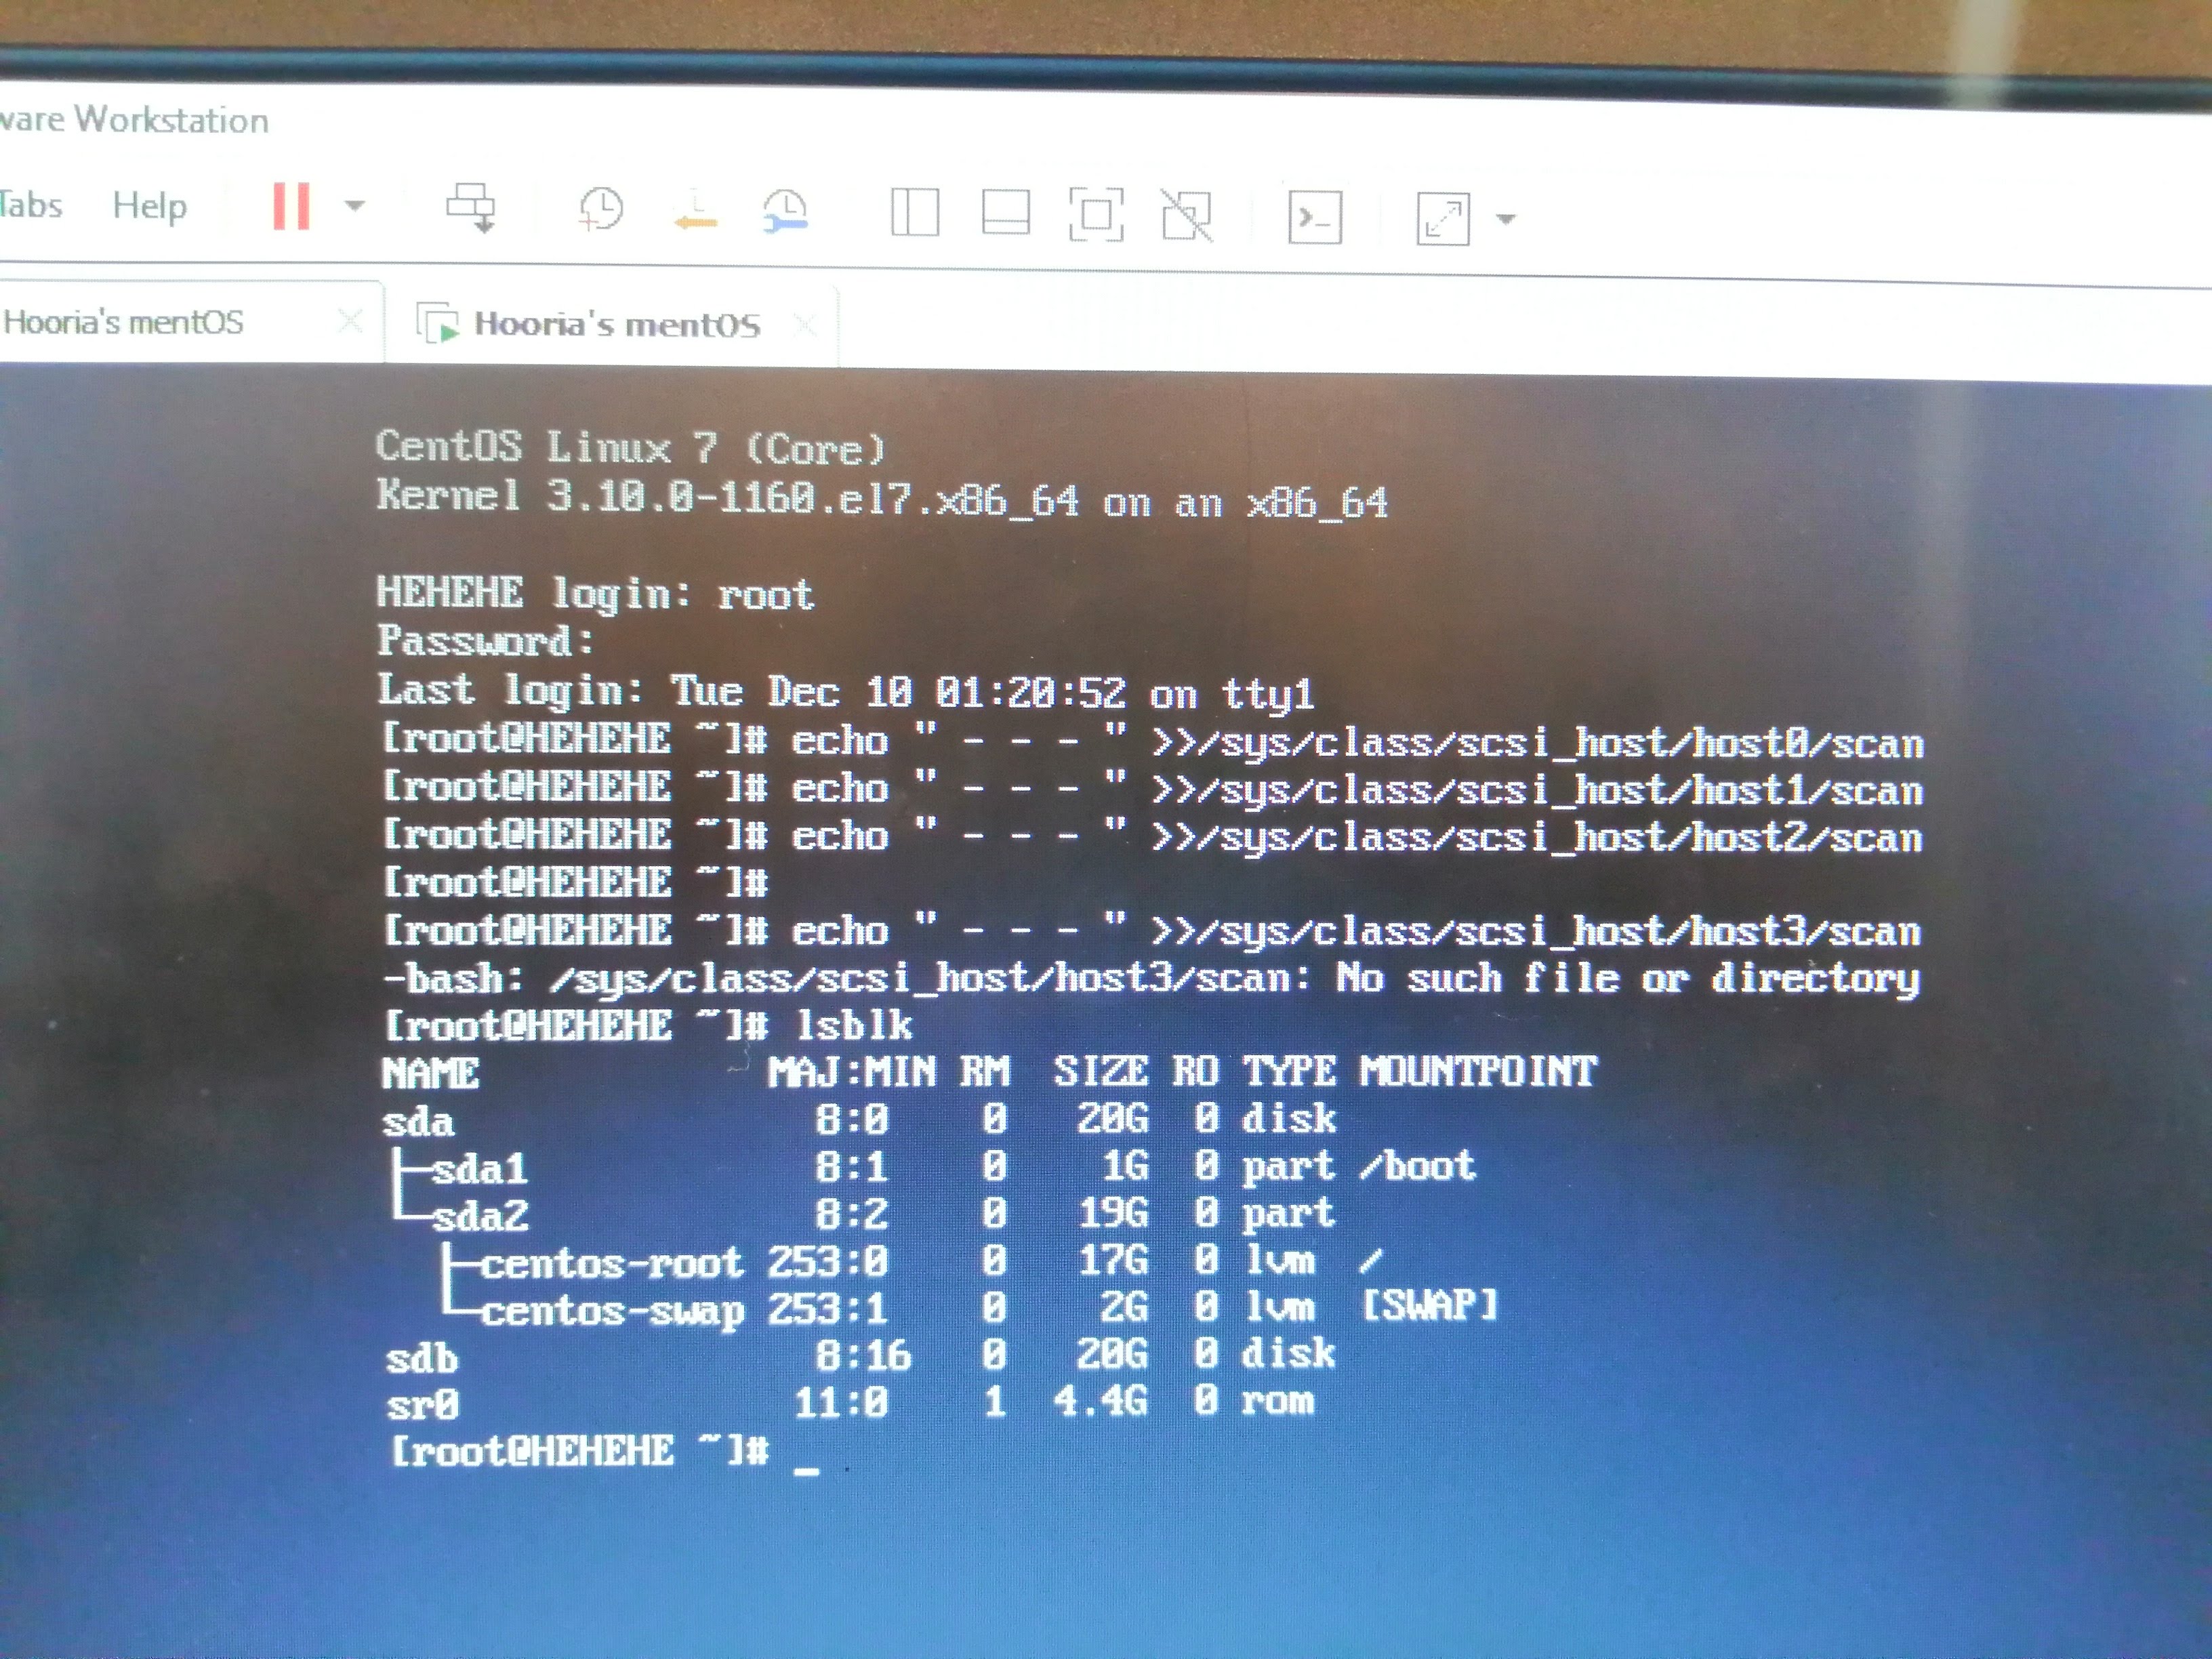 ware Workstation
Tabs Help
Hooria's mentOS Hooria's mentOS
CentOS Linux 7 (Core)
Kernel 3.10.0-1160.el7.x86_64 on an x86_64
HEHEHE login: root
Password:
Last login: Tue Dec 10 01:20:52 on tty1
[root@HEHEHE ~]# echo " - - - " >>/sys/class/scsi_host/host0/scan
[root@HEHEHE ~]# echo " - - - " >>/sys/class/scsi_host/host1/scan
[root@HEHEHE ~]# echo " - - - " >>/sys/class/scsi_host/host2/scan
[root@HEHEHE ~]#
[root@HEHEHE ~]# echo " - - - " >>/sys/class/scsi_host/host3/scan
-bash: /sys/class/scsi_host/host3/scan: No such file or directory
[root@HEHEHE ~]# lsblk
NAME MAJ:MIN RM SIZE RO TYPE MOUNTPOINT
sda 8:0 0 20G 0 disk
├─sda1 8:1 0 1G 0 part /boot
└─sda2 8:2 0 19G 0 part
├─centos-root 253:0 0 17G 0 lvm /
└─centos-swap 253:1 0 2G 0 lvm [SWAP]
sdb 8:16 0 20G 0 disk
sr0 11:0 1 4.4G 0 rom
[root@HEHEHE ~]# _